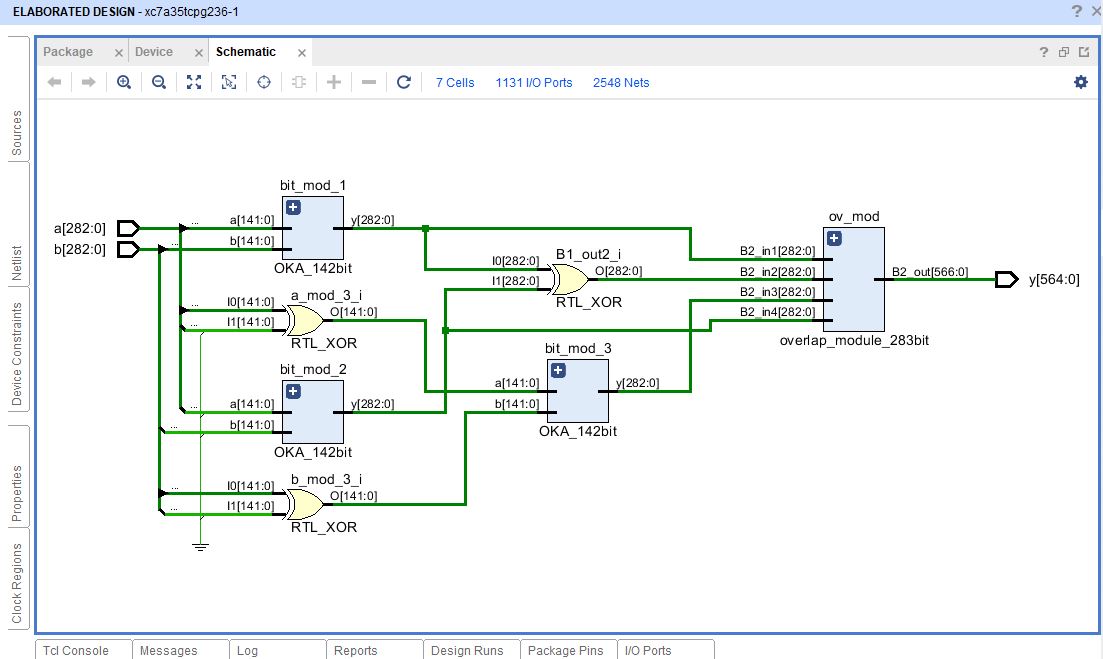 ELABORATED DESIGN - xc7a35tcpg236-1
?
Package
Device
Schematic
?
7 Cells
1131 I/O Ports
2548 Nets
Sources
Netlist
Device Constraints
Properties
Clock Regions
a[282:0]
b[282:0]
...
...
bit_mod_1
a[141:0]
b[141:0]
y[282:0]
OKA_142bit
...
...
I0[141:0]
I1[141:0]
a_mod_3_i
O[141:0]
RTL_XOR
bit_mod_2
...
...
a[141:0]
b[141:0]
y[282:0]
OKA_142bit
b_mod_3_i
...
...
I0[141:0]
I1[141:0]
O[141:0]
RTL_XOR
B1_out2_i
I0[282:0]
I1[282:0]
O[282:0]
RTL_XOR
bit_mod_3
a[141:0]
b[141:0]
y[282:0]
OKA_142bit
ov_mod
B2_in1[282:0]
B2_in2[282:0]
B2_in3[282:0]
B2_in4[282:0]
B2_out[566:0]
overlap_module_283bit
y[564:0]
Tcl Console
Messages
Log
Reports
Design Runs
Package Pins
I/O Ports